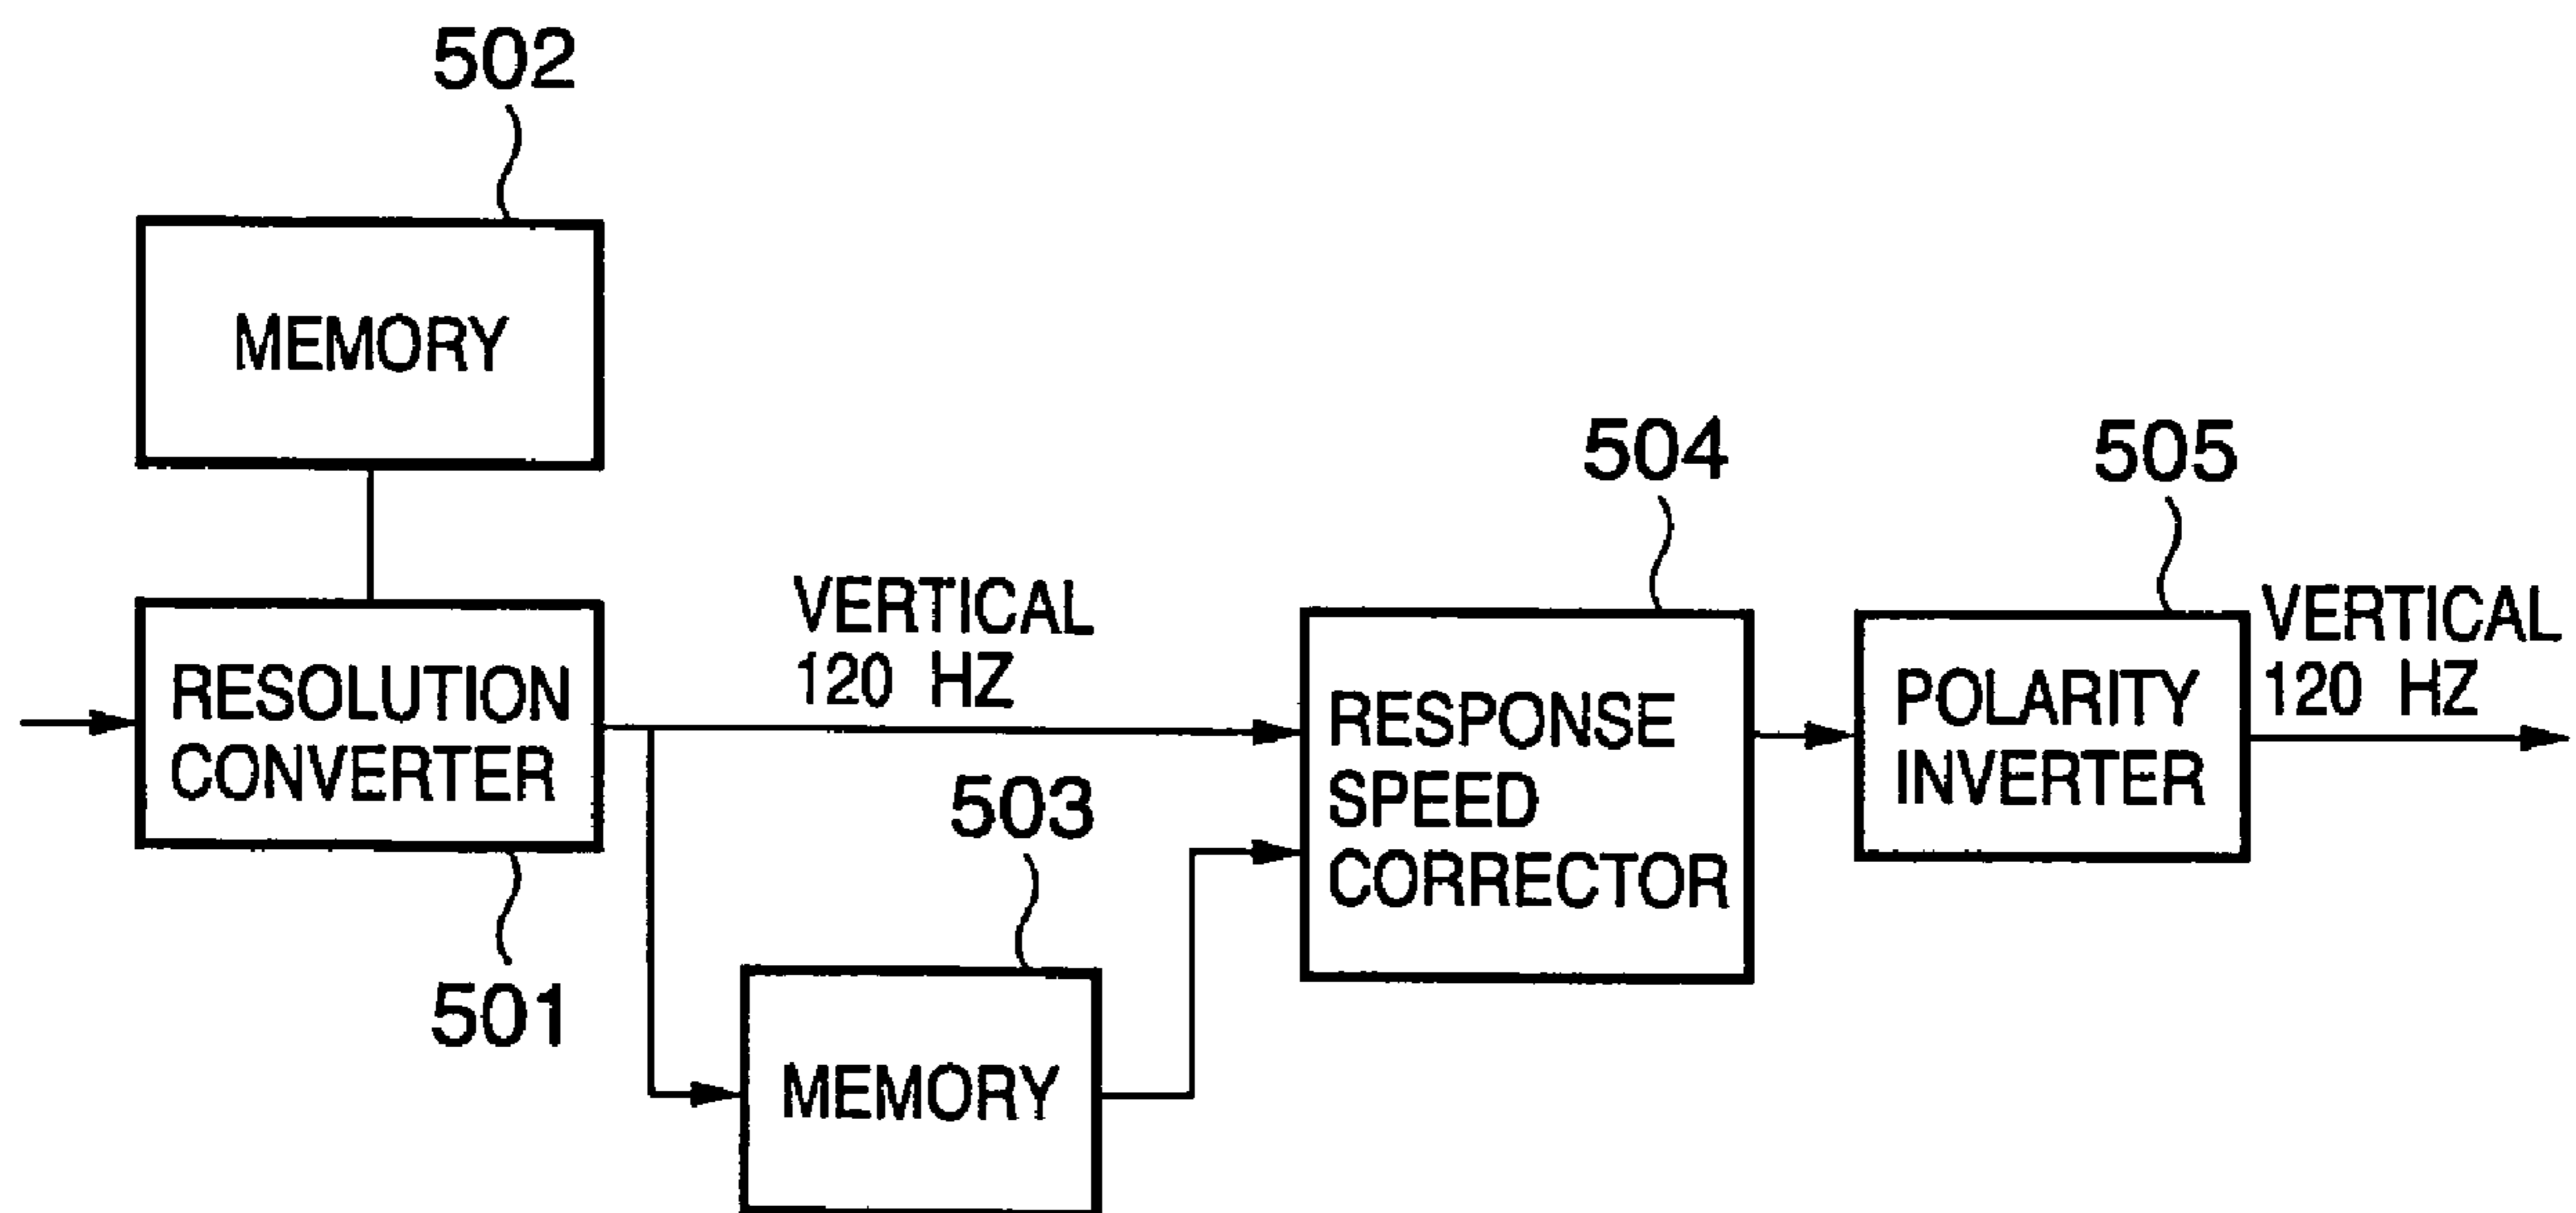 502
MEMORY
504
505
VERTICAL
120 HZ
VERTICAL
120 HZ
RESOLUTION
CONVERTER
RESPONSE
SPEED
CORRECTOR
POLARITY
INVERTER
503
501
MEMORY